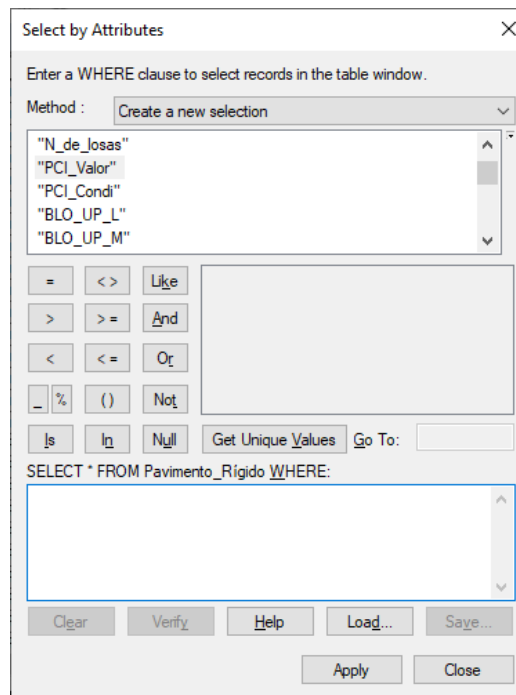 Select by Attributes
Enter a WHERE clause to select records in the table window.
Method : Create a new selection
"N_de_losas"
"PCI_Valor"
"PCI_Condi"
"BLO_UP_L"
"BLO_UP_M"
= < > Like
> > = And
< < = Or
_ % ( ) Not
Is In Null Get Unique Values Go To:
SELECT * FROM Pavimento_Rígido WHERE:
Clear Verify Help Load... Save...
Apply Close